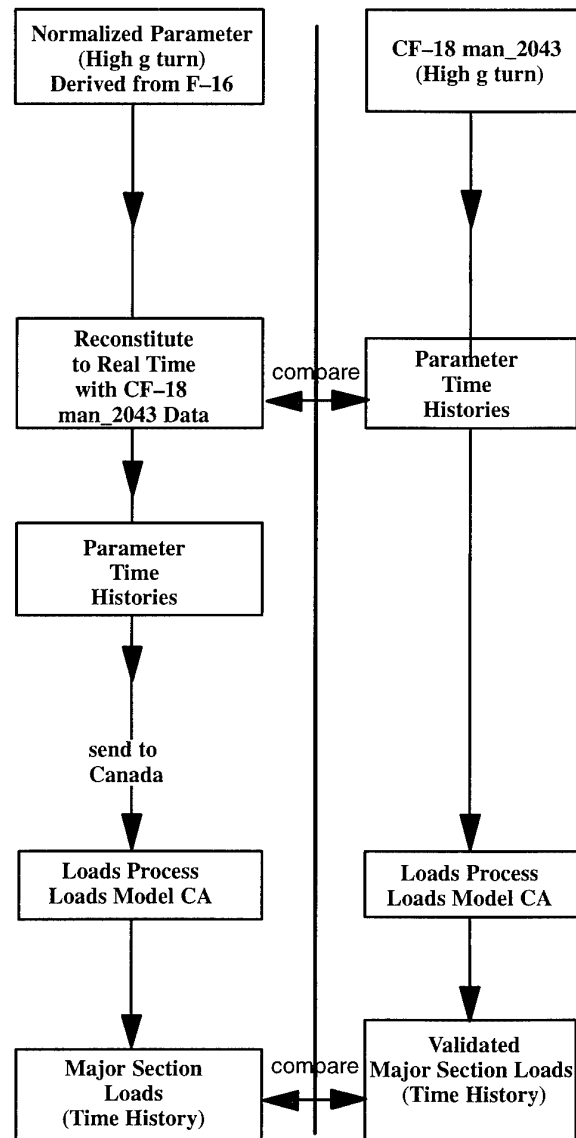 Normalized Parameter
(High g turn)
Derived from F–16
CF–18 man_2043
(High g turn)
Reconstitute
to Real Time
with CF–18
man_2043 Data
compare
Parameter
Time
Histories
Parameter
Time
Histories
send to
Canada
Loads Process
Loads Model CA
Loads Process
Loads Model CA
Major Section
Loads
(Time History)
compare
Validated
Major Section Loads
(Time History)